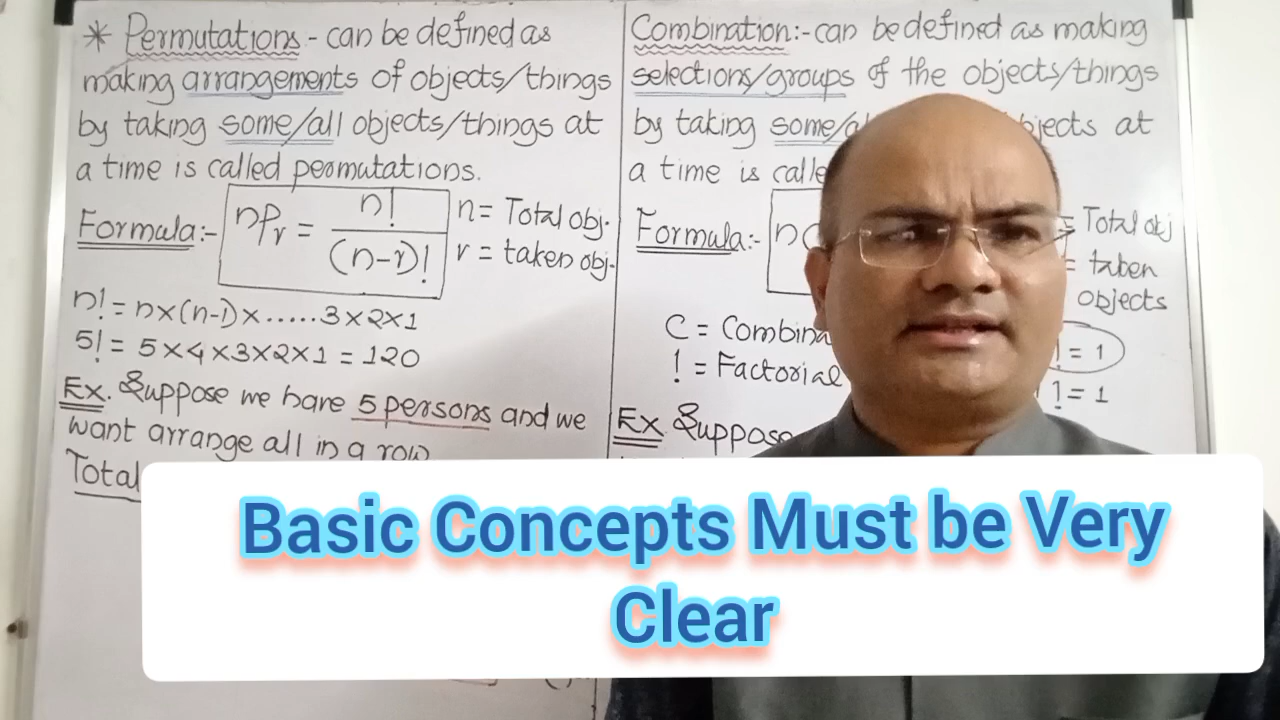 * Permutations - can be defined as
making arrangements of objects/things
by taking some/all objects/things at
a time is called permutations.
Formula:- nPr = n! / (n-r)! n = Total obj.
r = taken obj.
n! = n×(n-1)×......3×2×1
5! = 5×4×3×2×1 = 120
Ex. Suppose we have 5 persons and we
want arrange all in a row
Total
Combination:- can be defined as making
selections/groups of the objects/things
by taking some/ objects at
a time is
Formula:- n = Total obj
= taken
objects
C =
! = Factorial
! = 1
! = 1
Ex Suppose
Basic Concepts Must be Very
Clear